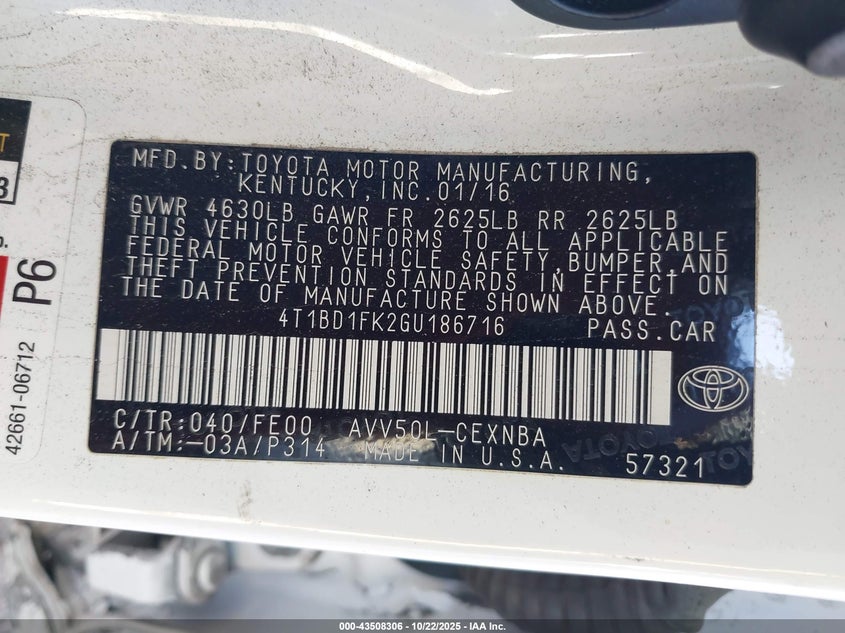 MFD.BY:TOYOTA MOTOR MANUFACTURING,
KENTUCKY,INC.01/16
GVWR 4630LB GAWR FR 2625LB RR 2625LB
THIS VEHICLE CONFORMS TO ALL APPLICABLE
FEDERAL MOTOR VEHICLE SAFETY,BUMPER,AND
THEFT PREVENTION STANDARDS IN EFFECT ON
THE DATE OF MANUFACTURE SHOWN ABOVE.
4T1BD1FK2GU186716 PASS.CAR
C/TR:040/FE00 AVV50L-CEXNBA
A/TM:-03A/P314 MADE IN U.S.A. 57321
TOYOTA
TOYOTA
TOYOTA
P6
42661-06712
000-43508306 | 10/22/2025 - IAA Inc.